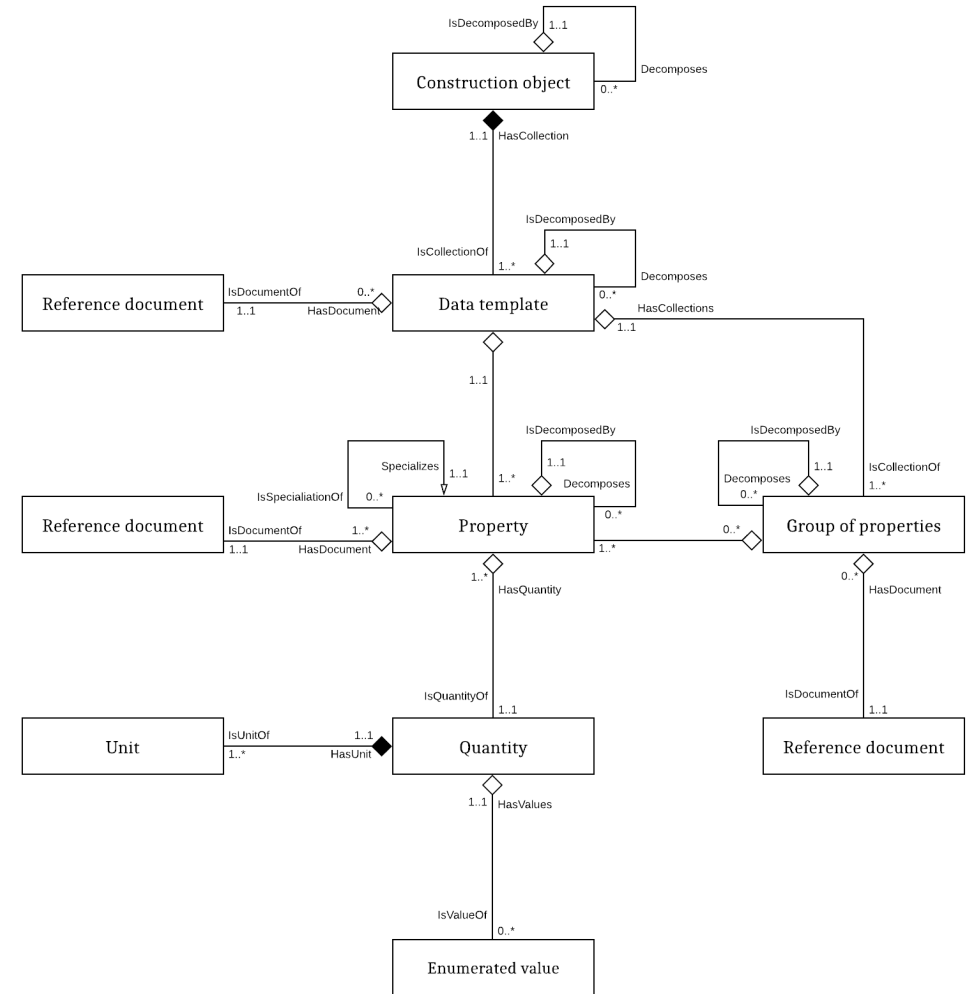 IsDecomposedBy
1..1
Construction object
Decomposes
0..*
1..1
HasCollection
IsDecomposedBy
1..1
IsCollectionOf
1..*
Decomposes
Reference document
IsDocumentOf
0..*
1..1
HasDocument
Data template
0..*
HasCollections
1..1
1..1
IsDecomposedBy
IsDecomposedBy
Specializes
1..1
1..1
1..1
IsCollectionOf
1..*
Decomposes
Decomposes
1..*
IsSpecialiationOf
0..*
0..*
0..*
Reference document
IsDocumentOf
1..*
1..1
HasDocument
Property
1..*
0..*
Group of properties
1..*
HasQuantity
0..*
HasDocument
IsQuantityOf
1..1
IsDocumentOf
1..1
Unit
IsUnitOf
1..1
1..*
HasUnit
Quantity
Reference document
1..1
HasValues
IsValueOf
0..*
Enumerated value